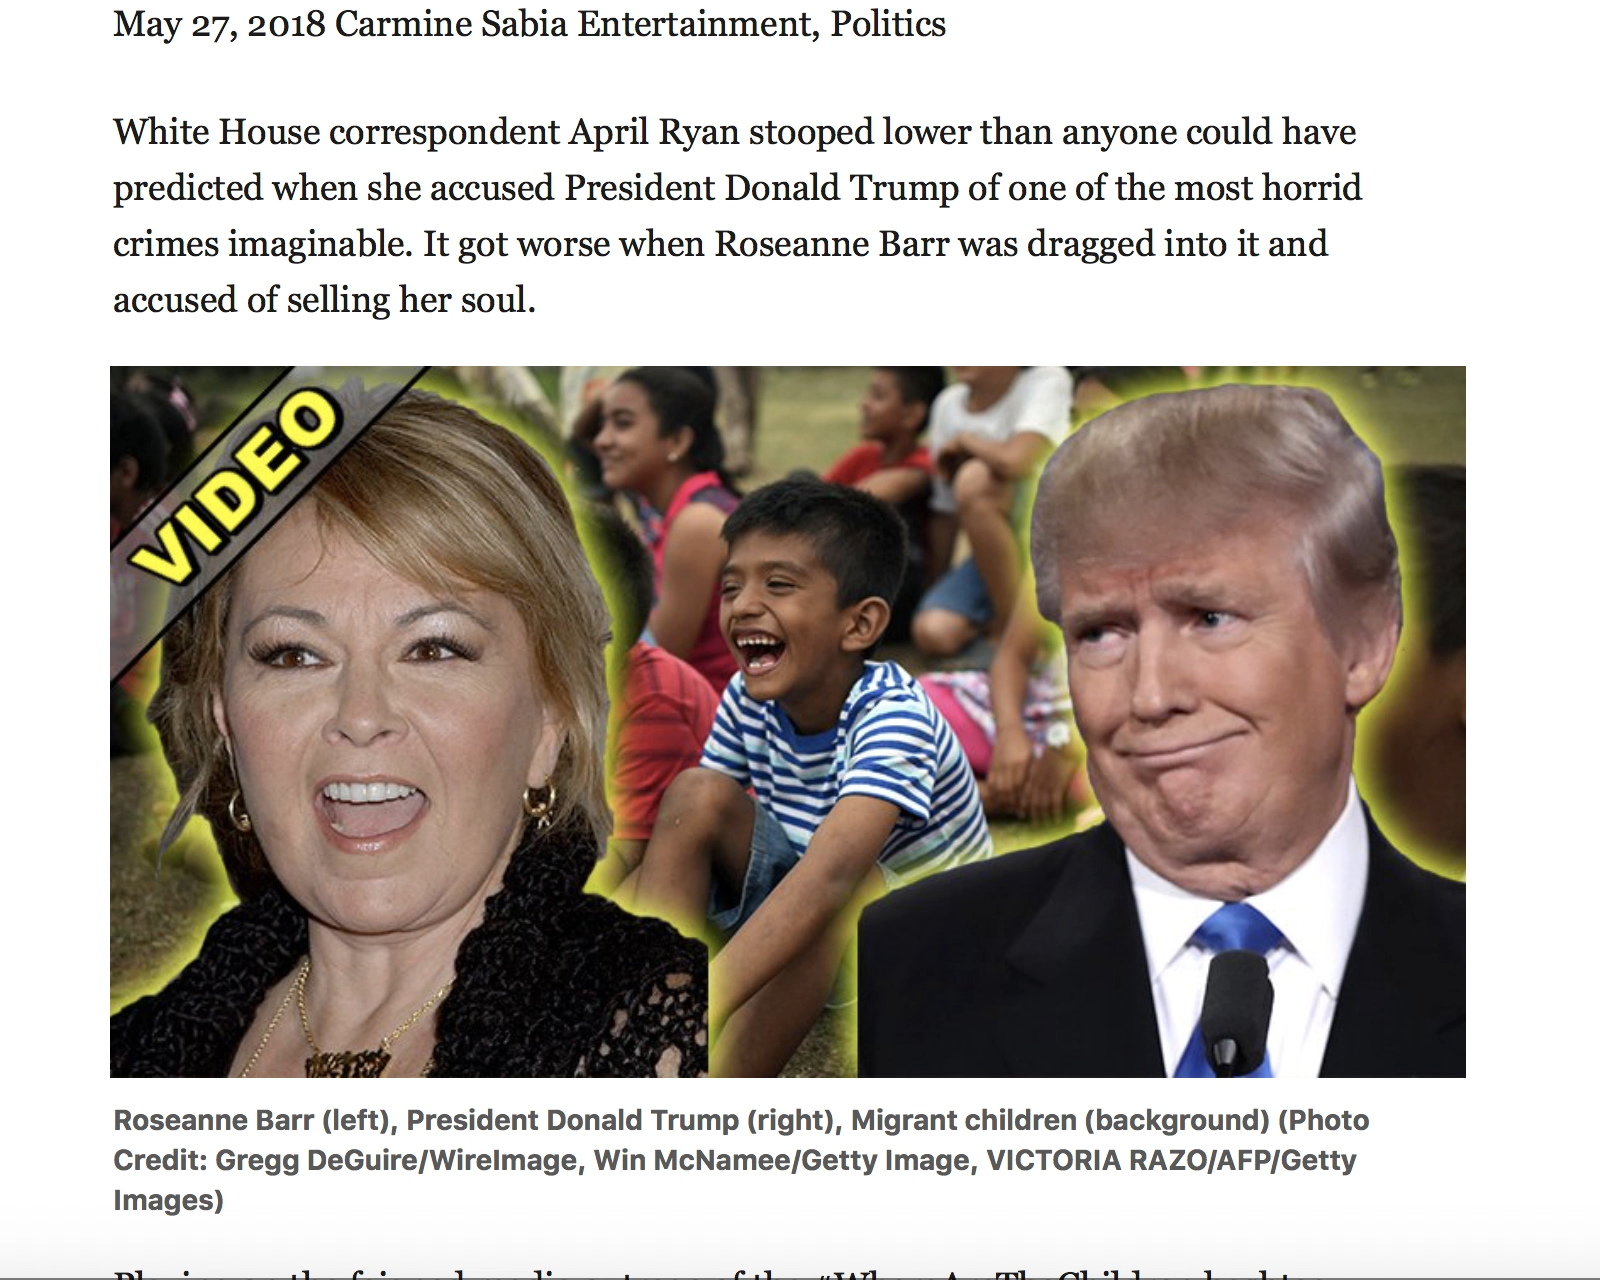 May 27, 2018 Carmine Sabia Entertainment, Politics
White House correspondent April Ryan stooped lower than anyone could have
predicted when she accused President Donald Trump of one of the most horrid
crimes imaginable. It got worse when Roseanne Barr was dragged into it and
accused of selling her soul.
VIDEO
Roseanne Barr (left), President Donald Trump (right), Migrant children (background) (Photo
Credit: Gregg DeGuire/WireImage, Win McNamee/Getty Image, VICTORIA RAZO/AFP/Getty
Images)